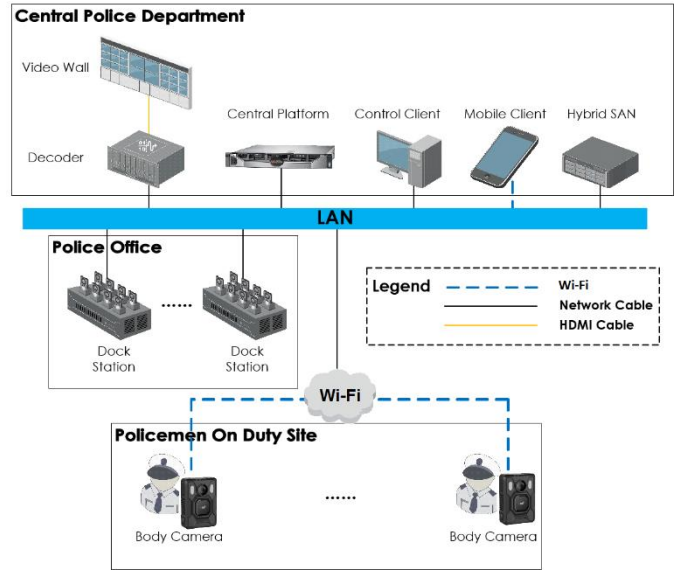 Central Police Department
Video Wall
Central Platform
Control Client
Mobile Client
Hybrid SAN
Decoder
LAN
Police Office
......
Dock
Station
Dock
Station
Legend
Wi-Fi
Network Cable
HDMI Cable
Wi-Fi
Policemen On Duty Site
......
Body Camera
Body Camera